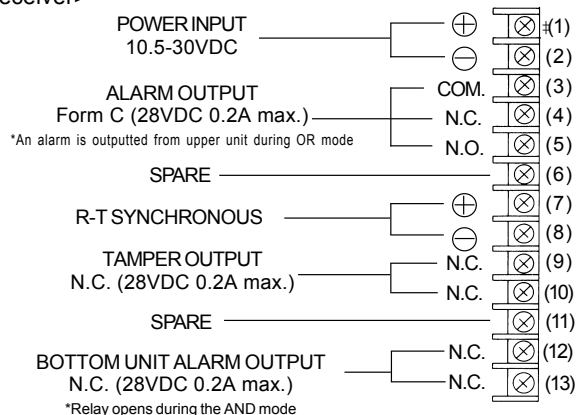 POWER INPUT
10.5-30VDC
ALARM OUTPUT
Form C (28VDC 0.2A max.)
*An alarm is outputted from upper unit during OR mode
SPARE
R-T SYNCHRONOUS
TAMPER OUTPUT
N.C. (28VDC 0.2A max.)
SPARE
BOTTOM UNIT ALARM OUTPUT
N.C. (28VDC 0.2A max.)
*Relay opens during the AND mode
+
−
COM.
N.C.
N.O.
+
−
N.C.
N.C.
N.C.
N.C.
(1)
(2)
(3)
(4)
(5)
(6)
(7)
(8)
(9)
(10)
(11)
(12)
(13)